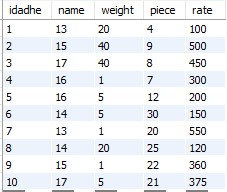 idadhe name weight piece rate
1 13 20 4 100
2 15 40 9 500
3 17 40 8 450
4 16 1 7 300
5 16 5 12 200
6 14 5 30 150
7 13 1 20 550
8 14 20 25 120
9 15 1 22 360
10 17 5 21 375